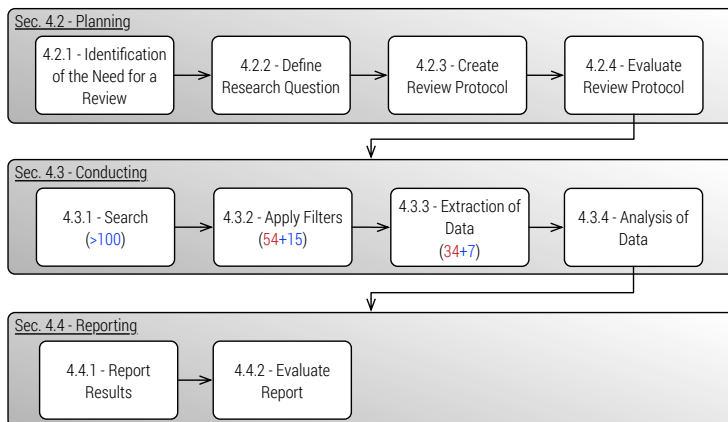 Sec. 4.2 - Planning
4.2.1 - Identification
of the Need for a
Review
4.2.2 - Define
Research Question
4.2.3 - Create
Review Protocol
4.2.4 - Evaluate
Review Protocol
Sec. 4.3 - Conducting
4.3.1 - Search
(>100)
4.3.2 - Apply Filters
(54+15)
4.3.3 - Extraction of
Data
(34+7)
4.3.4 - Analysis of
Data
Sec. 4.4 - Reporting
4.4.1 - Report
Results
4.4.2 - Evaluate
Report